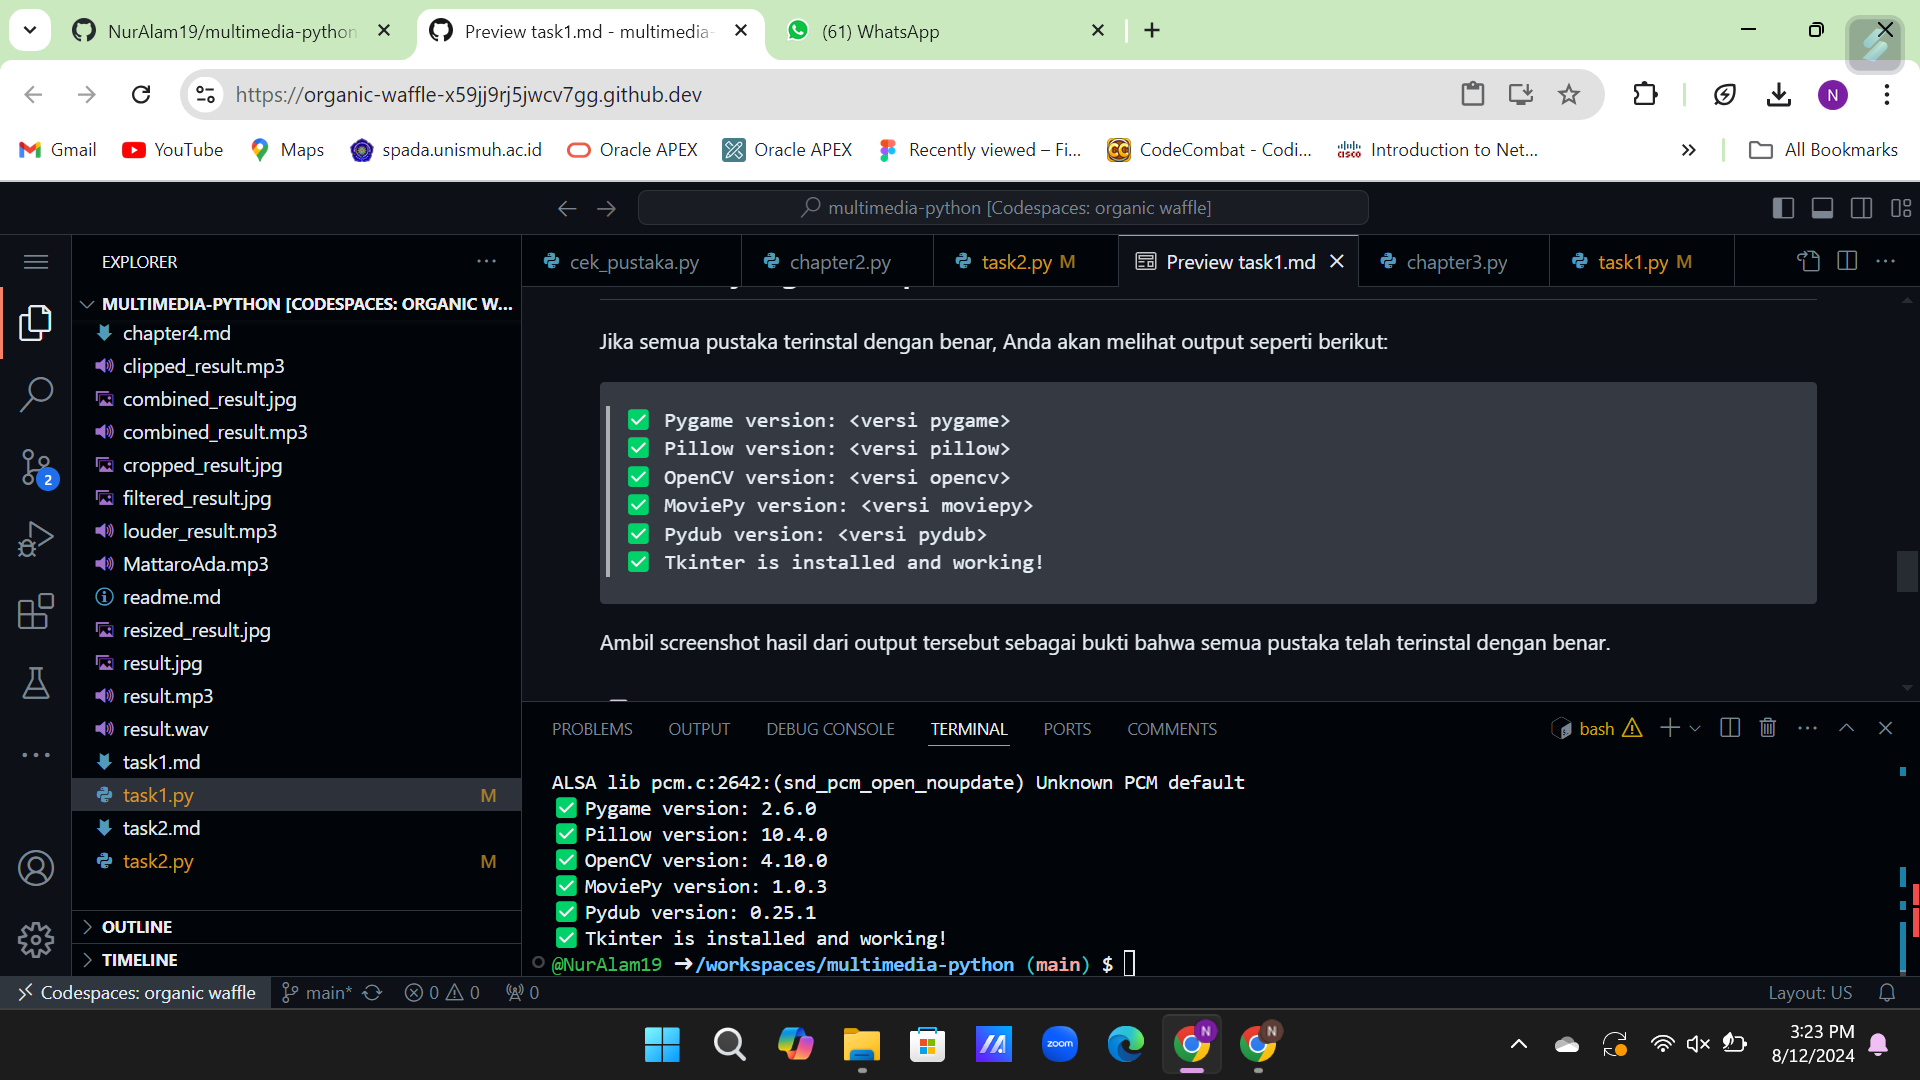 NurAlam19/multimedia-python
Preview task1.md - multimedia-
(61) WhatsApp
https://organic-waffle-x59jj9rj5jwcv7gg.github.dev
N
Gmail
YouTube
Maps
spada.unismuh.ac.id
Oracle APEX
Oracle APEX
Recently viewed – Fi...
CodeCombat - Codi...
Introduction to Net...
All Bookmarks
multimedia-python [Codespaces: organic waffle]
EXPLORER
cek_pustaka.py
chapter2.py
task2.py M
Preview task1.md
chapter3.py
task1.py M
MULTIMEDIA-PYTHON [CODESPACES: ORGANIC W...
chapter4.md
clipped_result.mp3
combined_result.jpg
combined_result.mp3
cropped_result.jpg
filtered_result.jpg
louder_result.mp3
MattaroAda.mp3
readme.md
resized_result.jpg
result.jpg
result.mp3
result.wav
task1.md
task1.py M
task2.md
task2.py M
OUTLINE
TIMELINE
2
Jika semua pustaka terinstal dengan benar, Anda akan melihat output seperti berikut:
✅ Pygame version: <versi pygame>
✅ Pillow version: <versi pillow>
✅ OpenCV version: <versi opencv>
✅ MoviePy version: <versi moviepy>
✅ Pydub version: <versi pydub>
✅ Tkinter is installed and working!
Ambil screenshot hasil dari output tersebut sebagai bukti bahwa semua pustaka telah terinstal dengan benar.
PROBLEMS
OUTPUT
DEBUG CONSOLE
TERMINAL
PORTS
COMMENTS
bash
ALSA lib pcm.c:2642:(snd_pcm_open_noupdate) Unknown PCM default
✅ Pygame version: 2.6.0
✅ Pillow version: 10.4.0
✅ OpenCV version: 4.10.0
✅ MoviePy version: 1.0.3
✅ Pydub version: 0.25.1
✅ Tkinter is installed and working!
@NurAlam19 ➜/workspaces/multimedia-python (main) $
Codespaces: organic waffle
main*
0
0
0
Layout: US
zoom
N
N
3:23 PM
8/12/2024